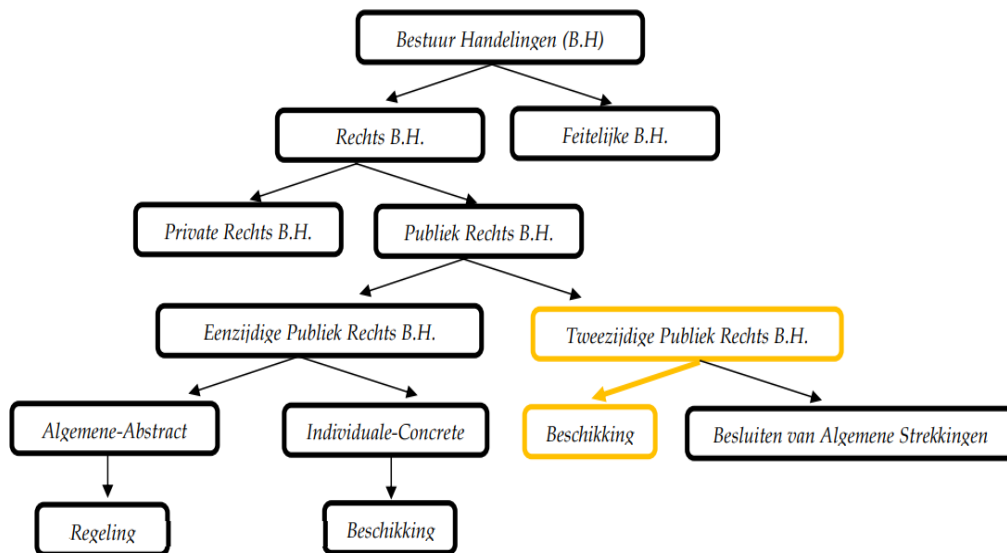 Bestuur Handelingen (B.H)
Rechts B.H.
Feitelijke B.H.
Private Rechts B.H.
Publiek Rechts B.H.
Eenzijdige Publiek Rechts B.H.
Tweezijdige Publiek Rechts B.H.
Algemene-Abstract
Individuale-Concrete
Beschikking
Besluiten van Algemene Strekkingen
Regeling
Beschikking